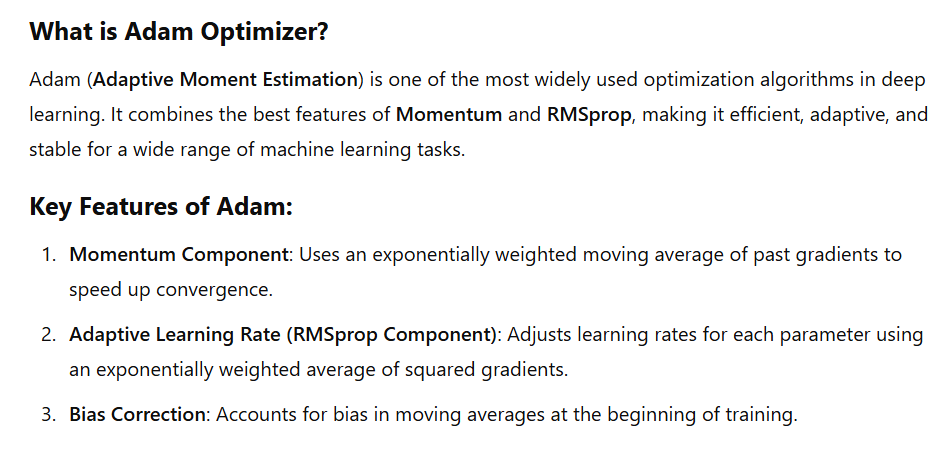 What is Adam Optimizer?
Adam (Adaptive Moment Estimation) is one of the most widely used optimization algorithms in deep
learning. It combines the best features of Momentum and RMSprop, making it efficient, adaptive, and
stable for a wide range of machine learning tasks.
Key Features of Adam:
1. Momentum Component: Uses an exponentially weighted moving average of past gradients to
speed up convergence.
2. Adaptive Learning Rate (RMSprop Component): Adjusts learning rates for each parameter using
an exponentially weighted average of squared gradients.
3. Bias Correction: Accounts for bias in moving averages at the beginning of training.